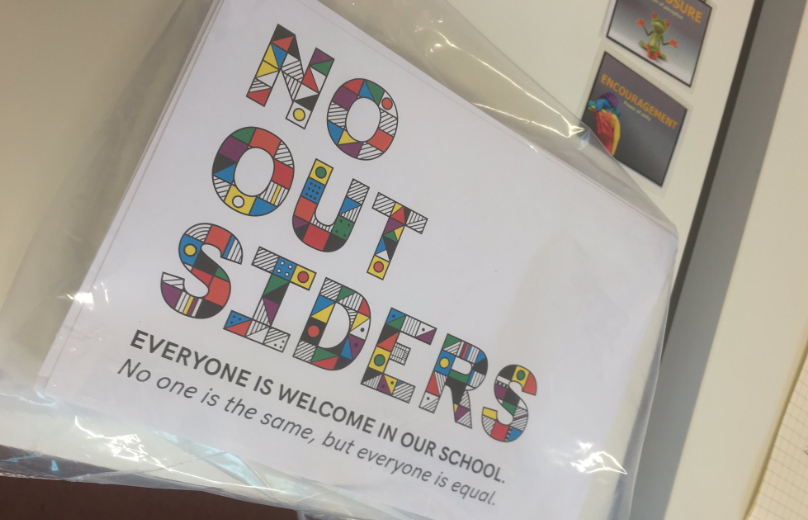 NO
OUT
SIDERS
EVERYONE IS WELCOME IN OUR SCHOOL.
No one is the same, but everyone is equal.
ENCOURAGEMENT